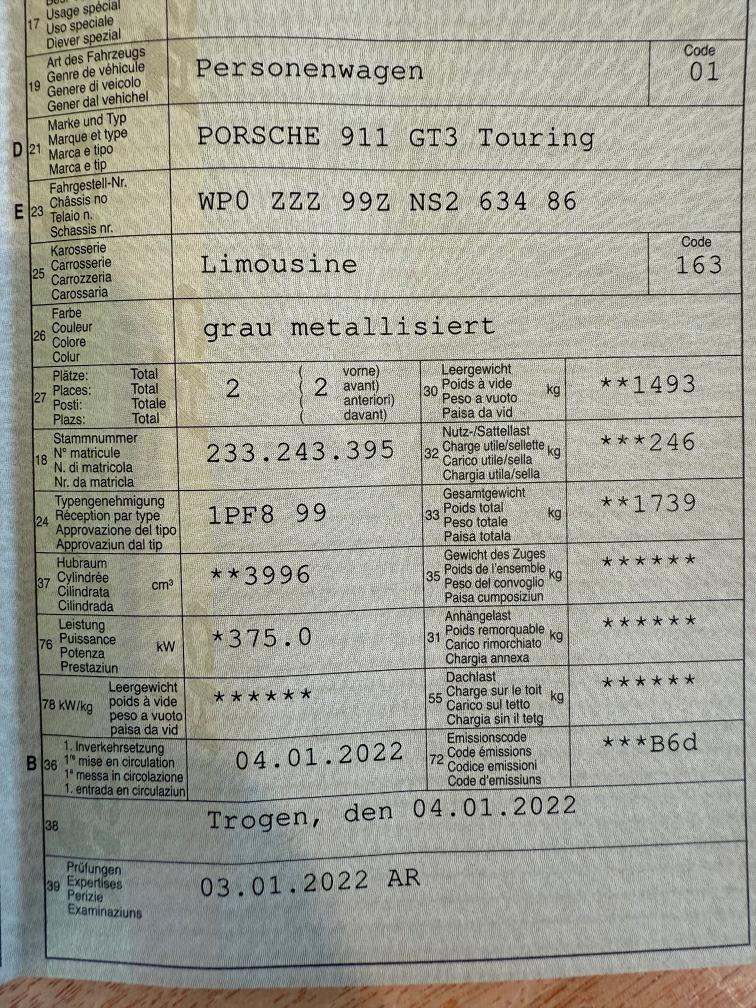 17
Usage spécial
Uso speciale
Diever spezial
19
Art des Fahrzeugs
Genre de véhicule
Genere di veicolo
Gener dal vehichel
Personenwagen
Code
01
D 21
Marke und Typ
Marque et type
Marca e tipo
Marca e tip
PORSCHE 911 GT3 Touring
E 23
Fahrgestell-Nr.
Châssis no
Telaio n.
Schassis nr.
WP0 ZZZ 99Z NS2 634 86
25
Karosserie
Carrosserie
Carrozzeria
Carossaria
Limousine
Code
163
26
Farbe
Couleur
Colore
Colur
grau metallisiert
27
Plätze: Total
Places: Total
Posti: Totale
Plazs: Total
2
( 2 vorne)
( avant)
( anteriori)
( davant)
30
Leergewicht
Poids à vide
Peso a vuoto
Paisa da vid
kg
**1493
18
Stammnummer
N° matricule
N. di matricola
Nr. da matricla
233.243.395
32
Nutz-/Sattellast
Charge utile/sellette
Carico utile/sella
Chargia utila/sella
kg
***246
24
Typengenehmigung
Réception par type
Approvazione del tipo
Approvaziun dal tip
1PF8 99
33
Gesamtgewicht
Poids total
Peso totale
Paisa totala
kg
**1739
37
Hubraum
Cylindrée
Cilindrata
Cilindrada
cm³
**3996
35
Gewicht des Zuges
Poids de l'ensemble
Peso del convoglio
Paisa cumposiziun
kg
******
76
Leistung
Puissance
Potenza
Prestaziun
kW
*375.0
31
Anhängelast
Poids remorquable
Carico rimorchiato
Chargia annexa
kg
******
78 kW/kg
Leergewicht
poids à vide
peso a vuoto
paisa da vid
******
55
Dachlast
Charge sur le toit
Carico sul tetto
Chargia sin il tetg
kg
******
B 36
1. Inverkehrsetzung
1re mise en circulation
1a messa in circolazione
1. entrada en circulaziun
04.01.2022
72
Emissionscode
Code émissions
Codice emissioni
Code d'emissiuns
***B6d
38
Trogen, den 04.01.2022
39
Prüfungen
Expertises
Perizie
Examinaziuns
03.01.2022 AR